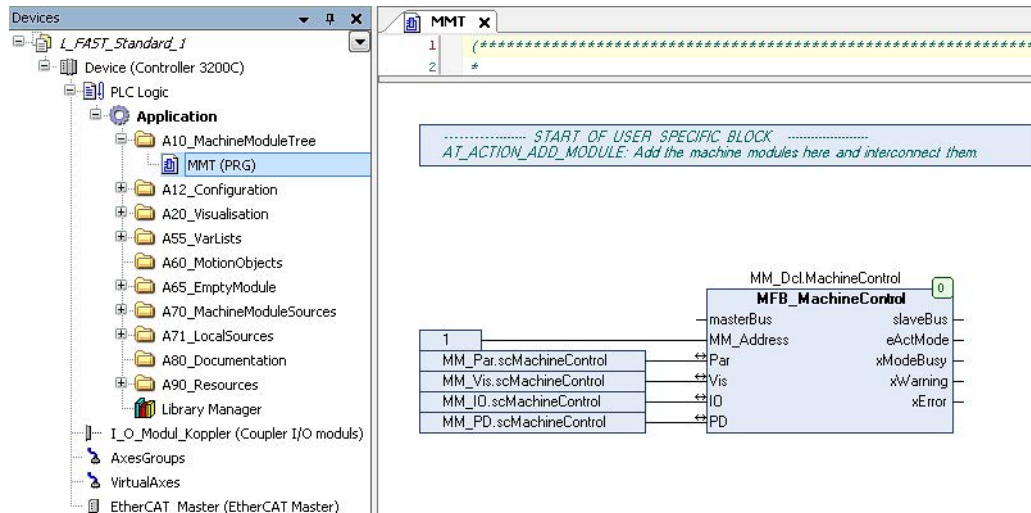 Devices
L_FAST_Standard_1
Device (Controller 3200C)
PLC Logic
Application
A10_MachineModuleTree
MMT (PRG)
A12_Configuration
A20_Visualisation
A55_VarLists
A60_MotionObjects
A65_EmptyModule
A70_MachineModuleSources
A71_LocalSources
A80_Documentation
A90_Resources
Library Manager
I_O_Modul_Koppler (Coupler I/O moduls)
AxesGroups
VirtualAxes
EtherCAT_Master (EtherCAT Master)
MMT
1 (*******************************************************************************
2 *
------------------ START OF USER SPECIFIC BLOCK ------------------
AT_ACTION_ADD_MODULE: Add the machine modules here and interconnect them.
MM_Dcl.MachineControl
MFB_MachineControl 0
masterBus slaveBus
1 MM_Address eActMode
MM_Par.scMachineControl Par xModeBusy
MM_Vis.scMachineControl Vis xWarning
MM_IO.scMachineControl IO xError
MM_PD.scMachineControl PD